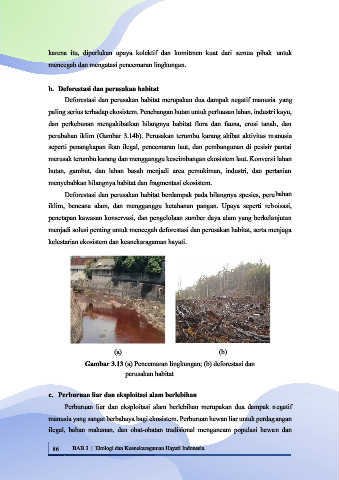 karena itu, diperlukan upaya kolektif dan komitmen kuat dari semua pihak untuk
mencegah dan mengatasi pencemaran lingkungan.
b. Deforestasi dan perusakan habitat
Deforestasi dan perusakan habitat merupakan dua dampak negatif manusia yang
paling serius terhadap ekosistem. Penebangan hutan untuk perluasan lahan, industri kayu,
dan perkebunan mengakibatkan hilangnya habitat flora dan fauna, erosi tanah, dan
perubahan iklim (Gambar 3.14b). Perusakan terumbu karang akibat aktivitas manusia
seperti penangkapan ikan ilegal, pencemaran laut, dan pembangunan di pesisir pantai
merusak terumbu karang dan mengganggu keseimbangan ekosistem laut. Konversi lahan
hutan, gambut, dan lahan basah menjadi area pemukiman, industri, dan pertanian
menyebabkan hilangnya habitat dan fragmentasi ekosistem.
Deforestasi dan perusakan habitat berdampak pada hilangnya spesies, perubahan
iklim, bencana alam, dan mengganggu ketahanan pangan. Upaya seperti reboisasi,
penetapan kawasan konservasi, dan pengelolaan sumber daya alam yang berkelanjutan
menjadi solusi penting untuk mencegah deforestasi dan perusakan habitat, serta menjaga
kelestarian ekosistem dan keanekaragaman hayati.
(a) (b)
Gambar 3.13 (a) Pencemaran lingkungan; (b) deforestasi dan
perusakan habitat
c. Perburuan liar dan eksploitasi alam berlebihan
Perburuan liar dan eksploitasi alam berlebihan merupakan dua dampak negatif
manusia yang sangat berbahaya bagi ekosistem. Perburuan hewan liar untuk perdagangan
ilegal, bahan makanan, dan obat-obatan tradisional mengancam populasi hewan dan
86 BAB 3 | Ekologi dan Keanekaragaman Hayati Indonesia